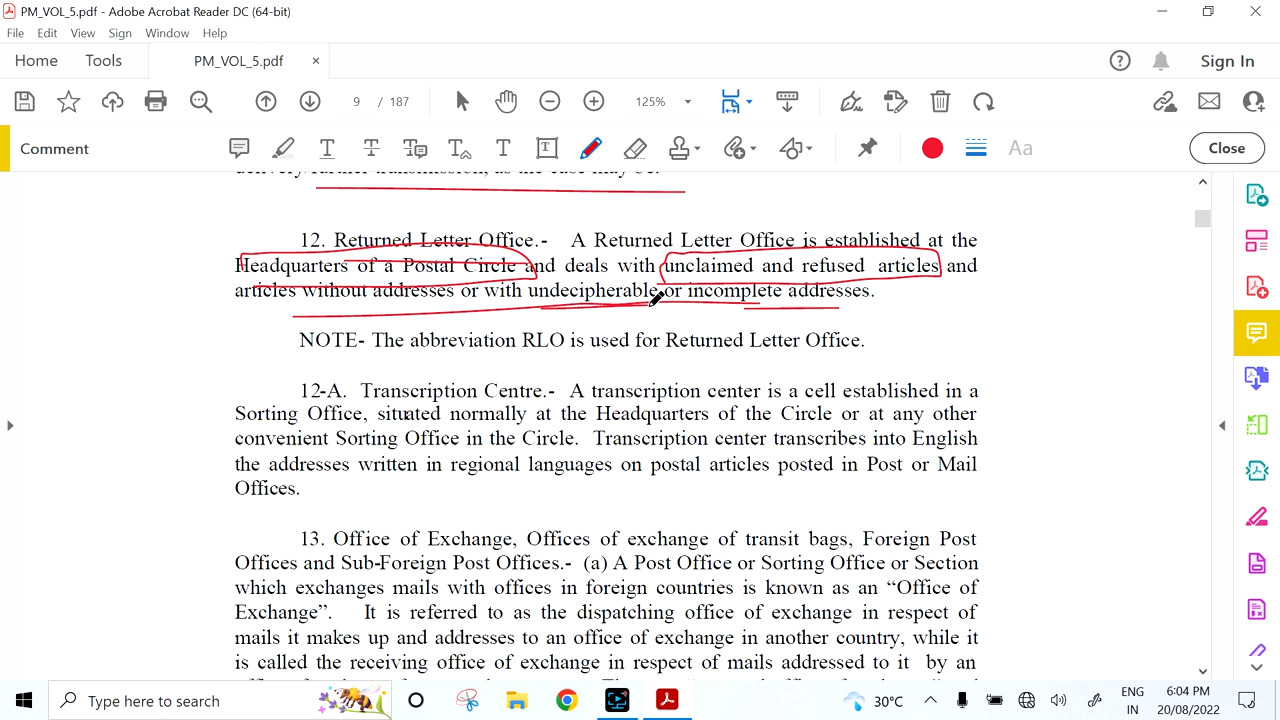 PM_VOL_5.pdf - Adobe Acrobat Reader DC (64-bit)
File Edit View Sign Window Help
Home Tools PM_VOL_5.pdf × Sign In
9 / 187 125%
Comment Close
delivery/further transmission, as the case may be.
12. Returned Letter Office.- A Returned Letter Office is established at the
Headquarters of a Postal Circle and deals with unclaimed and refused articles and
articles without addresses or with undecipherable or incomplete addresses.
NOTE- The abbreviation RLO is used for Returned Letter Office.
12-A. Transcription Centre.- A transcription center is a cell established in a
Sorting Office, situated normally at the Headquarters of the Circle or at any other
convenient Sorting Office in the Circle. Transcription center transcribes into English
the addresses written in regional languages on postal articles posted in Post or Mail
Offices.
13. Office of Exchange, Offices of exchange of transit bags, Foreign Post
Offices and Sub-Foreign Post Offices.- (a) A Post Office or Sorting Office or Section
which exchanges mails with offices in foreign countries is known as an “Office of
Exchange”. It is referred to as the dispatching office of exchange in respect of
mails it makes up and addresses to an office of exchange in another country, while it
is called the receiving office of exchange in respect of mails addressed to it by an
Type here to search 30°C ENG IN 6:04 PM 20/08/2022